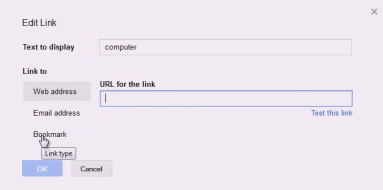 ×
Edit Link
Text to display computer
Link to
Web address URL for the link
Email address Test this link
Bookmark
Link type
OK Cancel